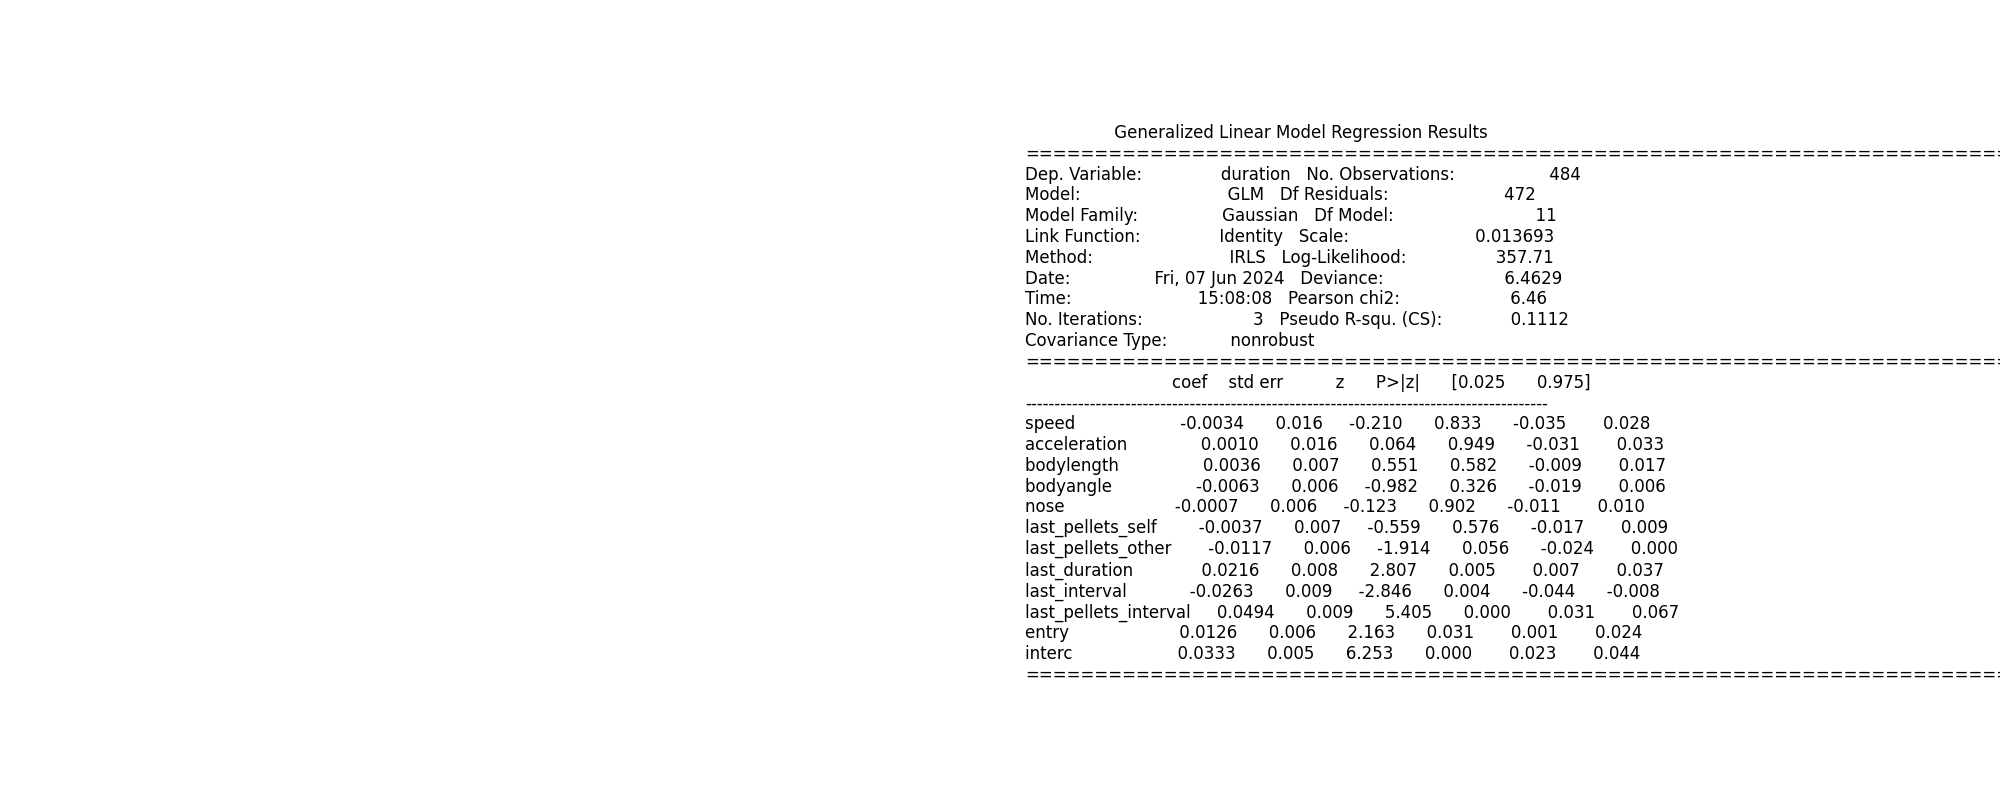 Generalized Linear Model Regression Results
==============================================================================
Dep. Variable: duration No. Observations: 484
Model: GLM Df Residuals: 472
Model Family: Gaussian Df Model: 11
Link Function: Identity Scale: 0.013693
Method: IRLS Log-Likelihood: 357.71
Date: Fri, 07 Jun 2024 Deviance: 6.4629
Time: 15:08:08 Pearson chi2: 6.46
No. Iterations: 3 Pseudo R-squ. (CS): 0.1112
Covariance Type: nonrobust
==============================================================================
coef std err z P>|z| [0.025 0.975]
----------------------------------------------------------------------------------------
speed -0.0034 0.016 -0.210 0.833 -0.035 0.028
acceleration 0.0010 0.016 0.064 0.949 -0.031 0.033
bodylength 0.0036 0.007 0.551 0.582 -0.009 0.017
bodyangle -0.0063 0.006 -0.982 0.326 -0.019 0.006
nose -0.0007 0.006 -0.123 0.902 -0.011 0.010
last_pellets_self -0.0037 0.007 -0.559 0.576 -0.017 0.009
last_pellets_other -0.0117 0.006 -1.914 0.056 -0.024 0.000
last_duration 0.0216 0.008 2.807 0.005 0.007 0.037
last_interval -0.0263 0.009 -2.846 0.004 -0.044 -0.008
last_pellets_interval 0.0494 0.009 5.405 0.000 0.031 0.067
entry 0.0126 0.006 2.163 0.031 0.001 0.024
interc 0.0333 0.005 6.253 0.000 0.023 0.044
==============================================================================